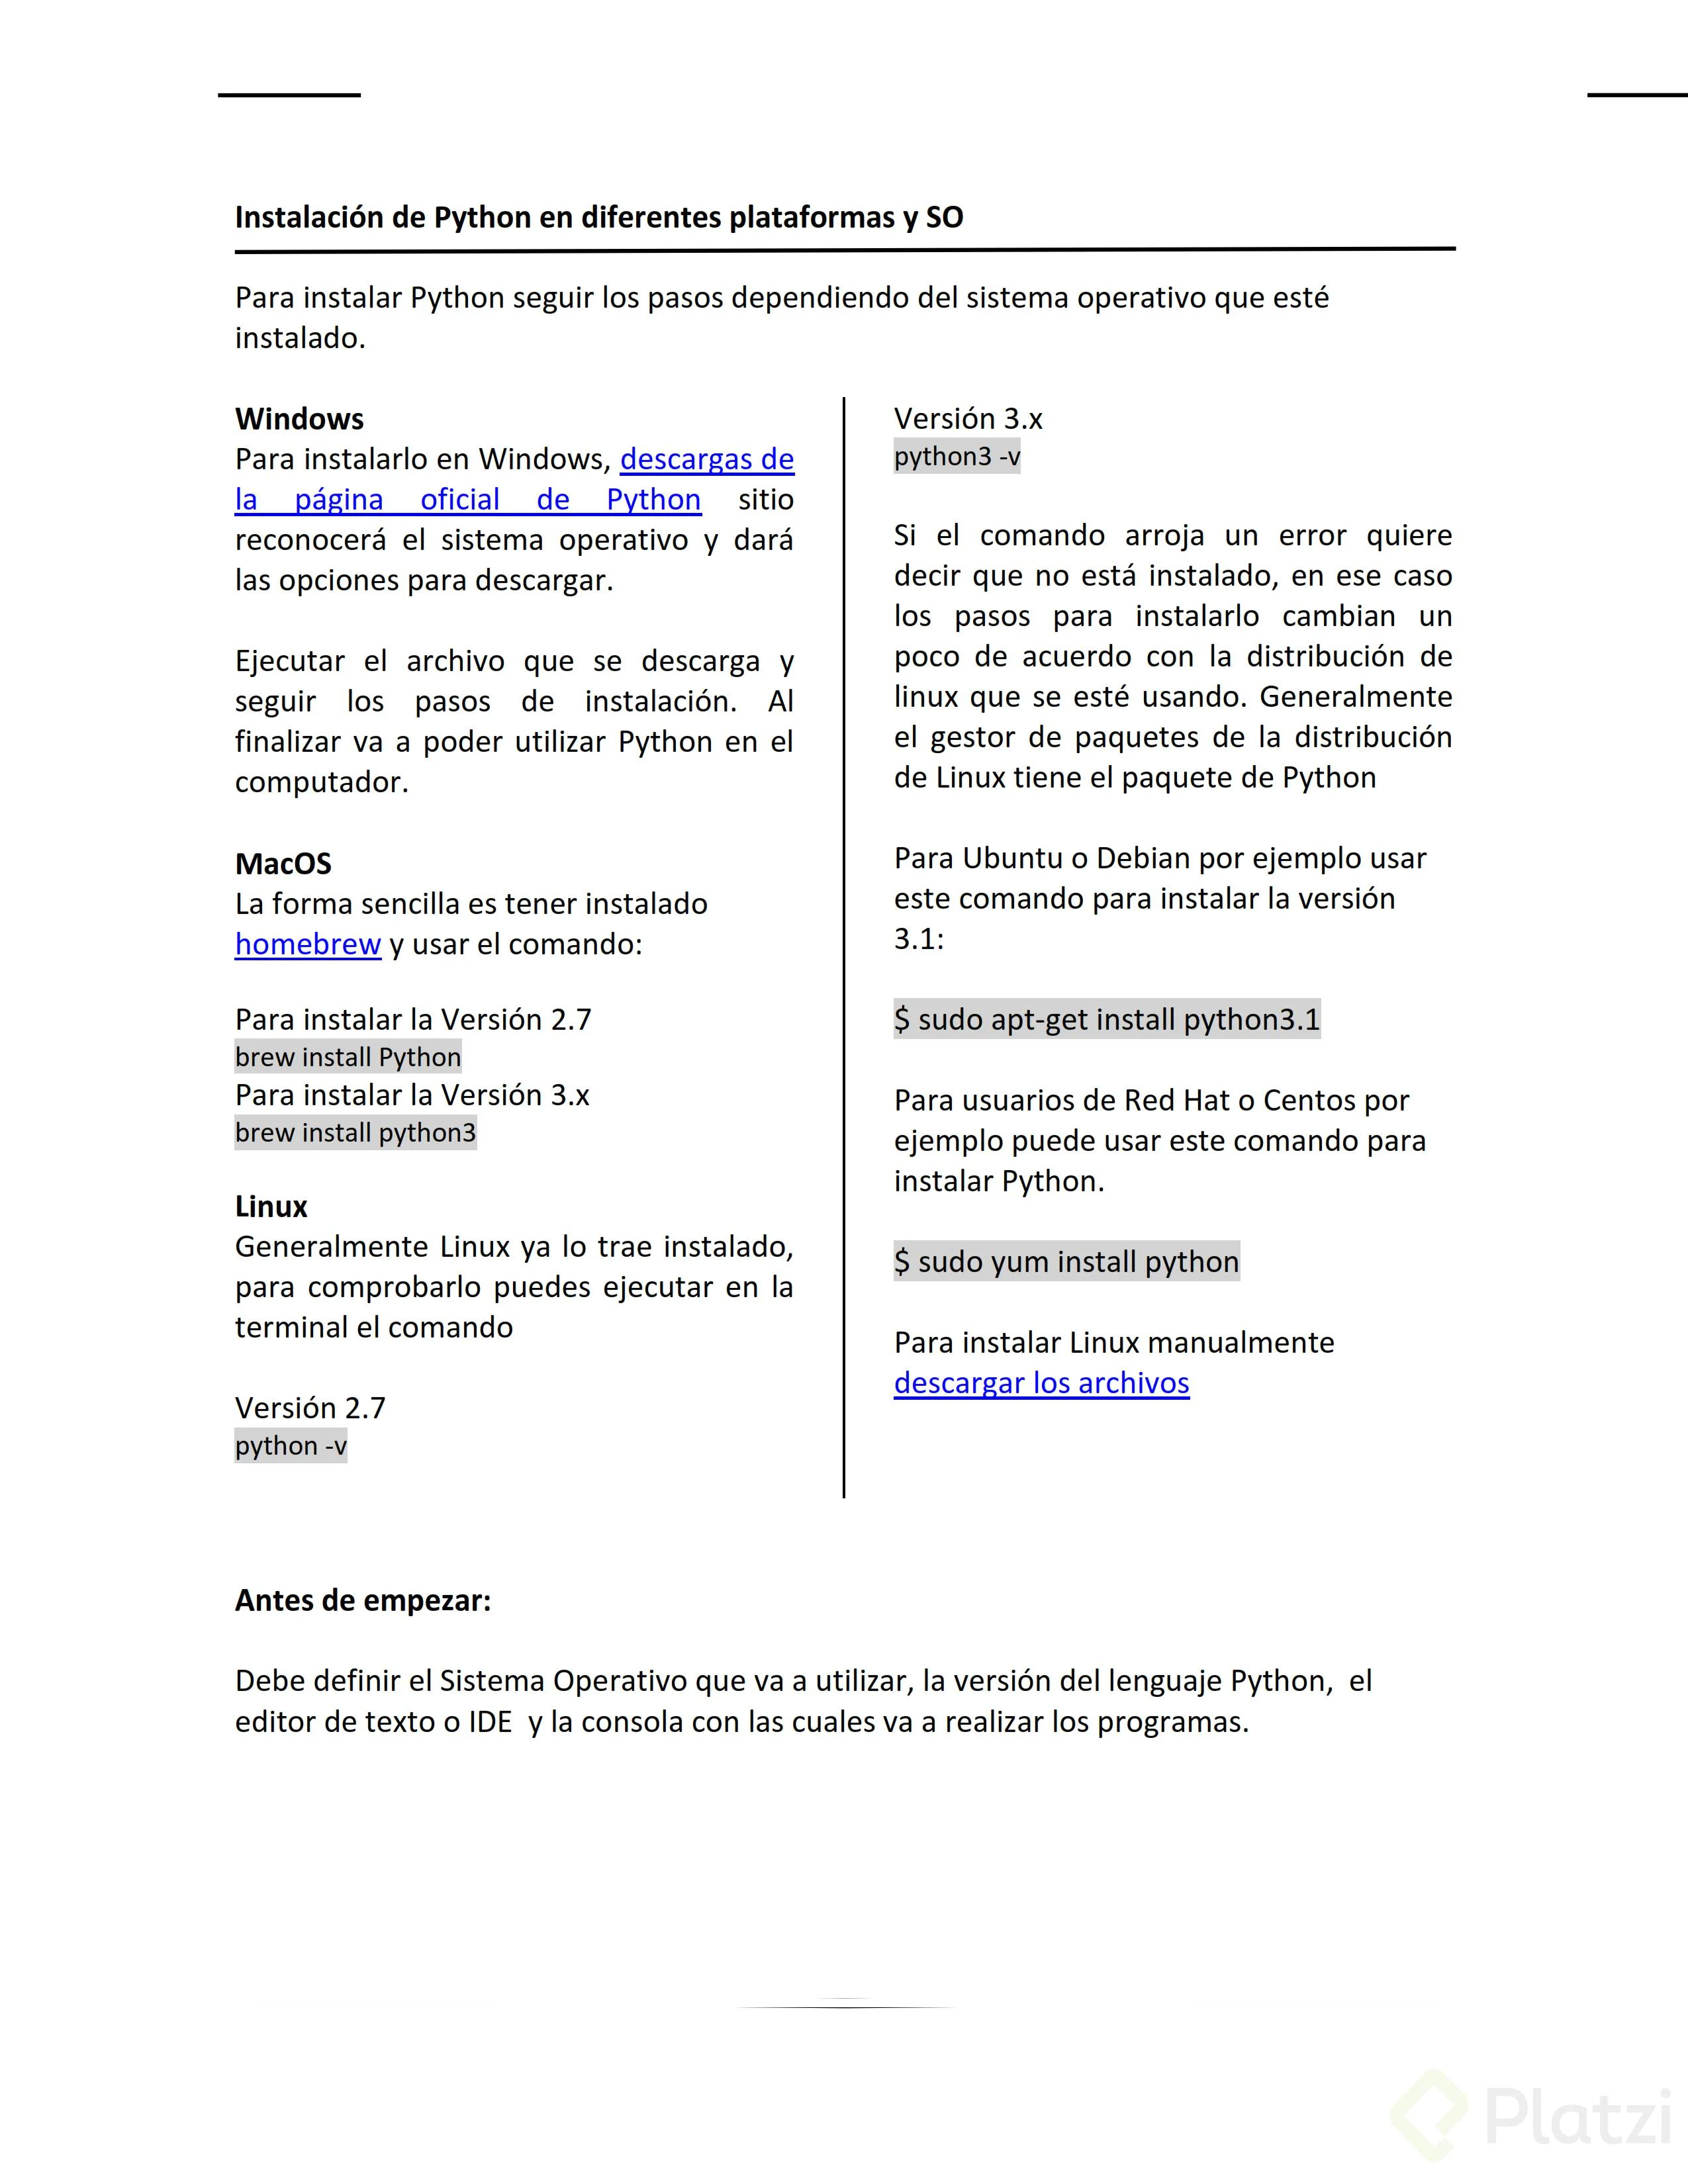 Instalación de Python en diferentes plataformas y SO
Para instalar Python seguir los pasos dependiendo del sistema operativo que esté
instalado.
Windows
Para instalarlo en Windows, descargas de
la página oficial de Python sitio
reconocerá el sistema operativo y dará
las opciones para descargar.
Ejecutar el archivo que se descarga y
seguir los pasos de instalación. Al
finalizar va a poder utilizar Python en el
computador.
MacOS
La forma sencilla es tener instalado
homebrew y usar el comando:
Para instalar la Versión 2.7
brew install Python
Para instalar la Versión 3.x
brew install python3
Linux
Generalmente Linux ya lo trae instalado,
para comprobarlo puedes ejecutar en la
terminal el comando
Versión 2.7
python -v
Versión 3.x
python3 -v
Si el comando arroja un error quiere
decir que no está instalado, en ese caso
los pasos para instalarlo cambian un
poco de acuerdo con la distribución de
linux que se esté usando. Generalmente
el gestor de paquetes de la distribución
de Linux tiene el paquete de Python
Para Ubuntu o Debian por ejemplo usar
este comando para instalar la versión
3.1:
$ sudo apt-get install python3.1
Para usuarios de Red Hat o Centos por
ejemplo puede usar este comando para
instalar Python.
$ sudo yum install python
Para instalar Linux manualmente
descargar los archivos
Antes de empezar:
Debe definir el Sistema Operativo que va a utilizar, la versión del lenguaje Python,  el
editor de texto o IDE  y la consola con las cuales va a realizar los programas.
Platzi